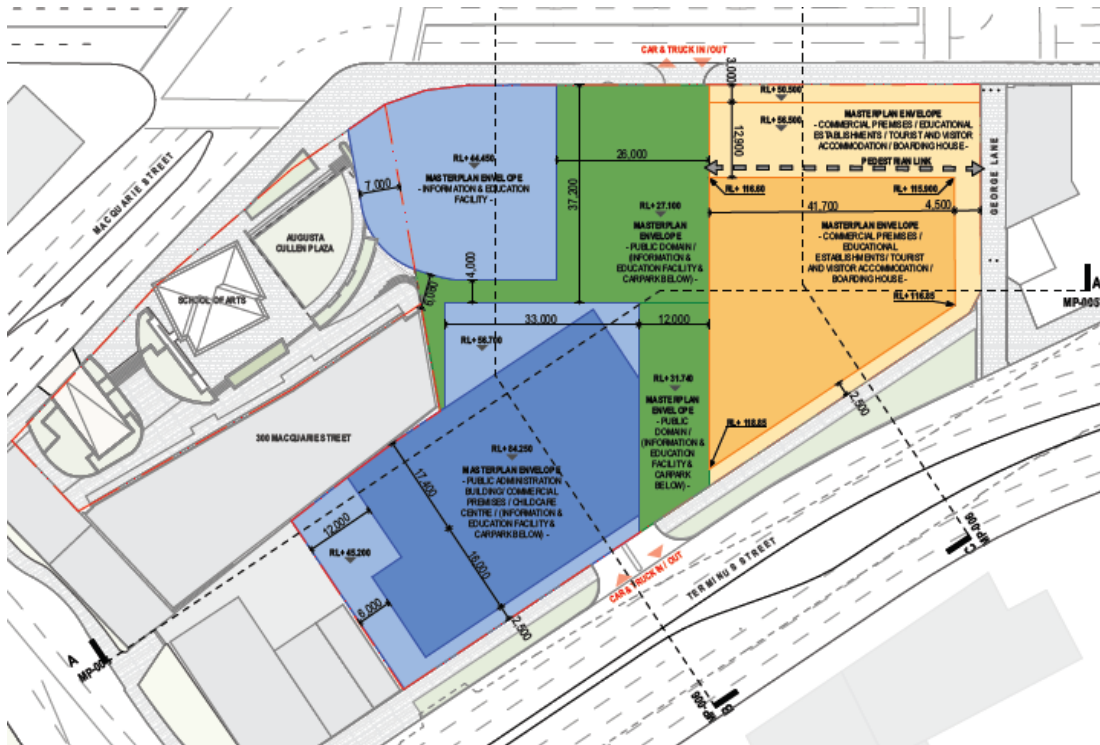 CAR & TRUCK IN /OUT
3,000
RL+ 50.500
RL+ 56.500
12,900
MASTERPLAN ENVELOPE
- COMMERCIAL PREMISES / EDUCATIONAL
ESTABLISHMENTS / TOURIST AND VISITOR
ACCOMMODATION / BOARDING HOUSE -
PEDESTRIAN LINK
GEORGE LANE
MACQUARIE STREET
RL+ 44.450
MASTERPLAN ENVELOPE
- INFORMATION & EDUCATION
FACILITY -
7,000
26,000
37,200
RL+ 116.60
RL+ 115.900
41,700
4,500
RL+ 27.100
MASTERPLAN
ENVELOPE
- PUBLIC DOMAIN /
(INFORMATION &
EDUCATION FACILITY &
CARPARK BELOW) -
MASTERPLAN ENVELOPE
- COMMERCIAL PREMISES /
EDUCATIONAL
ESTABLISHMENTS / TOURIST
AND VISITOR ACCOMMODATION /
BOARDING HOUSE -
AUGUSTA
CULLEN PLAZA
SCHOOL OF ARTS
4,000
RL+ 116.85
A
MP-005
33,000
12,000
RL+ 56.700
RL+ 31.740
MASTERPLAN
ENVELOPE
- PUBLIC
DOMAIN /
(INFORMATION &
EDUCATION
FACILITY &
CARPARK
BELOW) -
2,500
RL+ 118.85
300 MACQUARIE STREET
RL+ 84.250
MASTERPLAN ENVELOPE
- PUBLIC ADMINISTRATION
BUILDING/ COMMERCIAL
PREMISES / CHILDCARE
CENTRE / (INFORMATION &
EDUCATION FACILITY &
CARPARK BELOW) -
17,400
12,000
RL+ 45.200
16,000
6,000
2,500
CAR & TRUCK IN / OUT
TERMINUS STREET
C
MP-006
A
B
MP-006